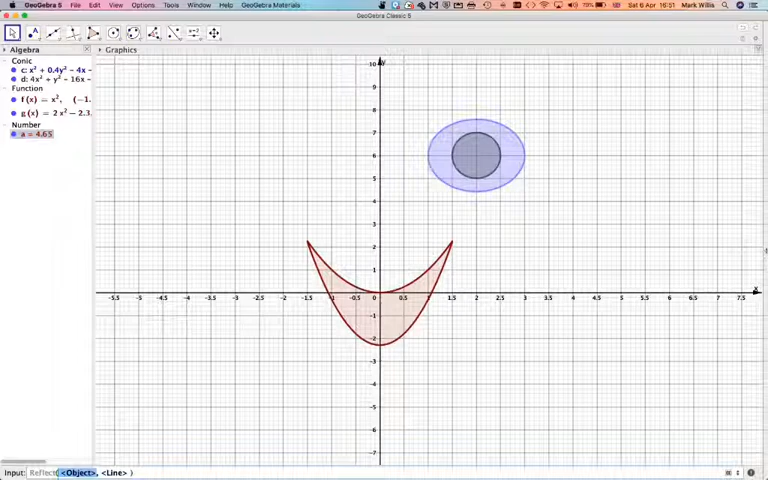 GeoGebra 5 File Edit View Options Tools Window Help GeoGebra Materials 70% Sat 6 Apr 16:51 Mark Willis
GeoGebra Classic 5
Algebra
Graphics
Conic
c: x² + 0.4y² − 4x −
d: 4x² + y² − 16x −
Function
f(x) = x², (−1.
g(x) = 2 x² − 2.3.
Number
a = 4.65
y
10
9
8
7
6
5
4
3
2
1
x
-5.5 -5 -4.5 -4 -3.5 -3 -2.5 -2 -1.5 -1 -0.5 0 0.5 1 1.5 2 2.5 3 3.5 4 4.5 5 5.5 6 6.5 7 7.5
-1
-2
-3
-4
-5
-6
-7
Input: Reflect( <Object>, <Line> )